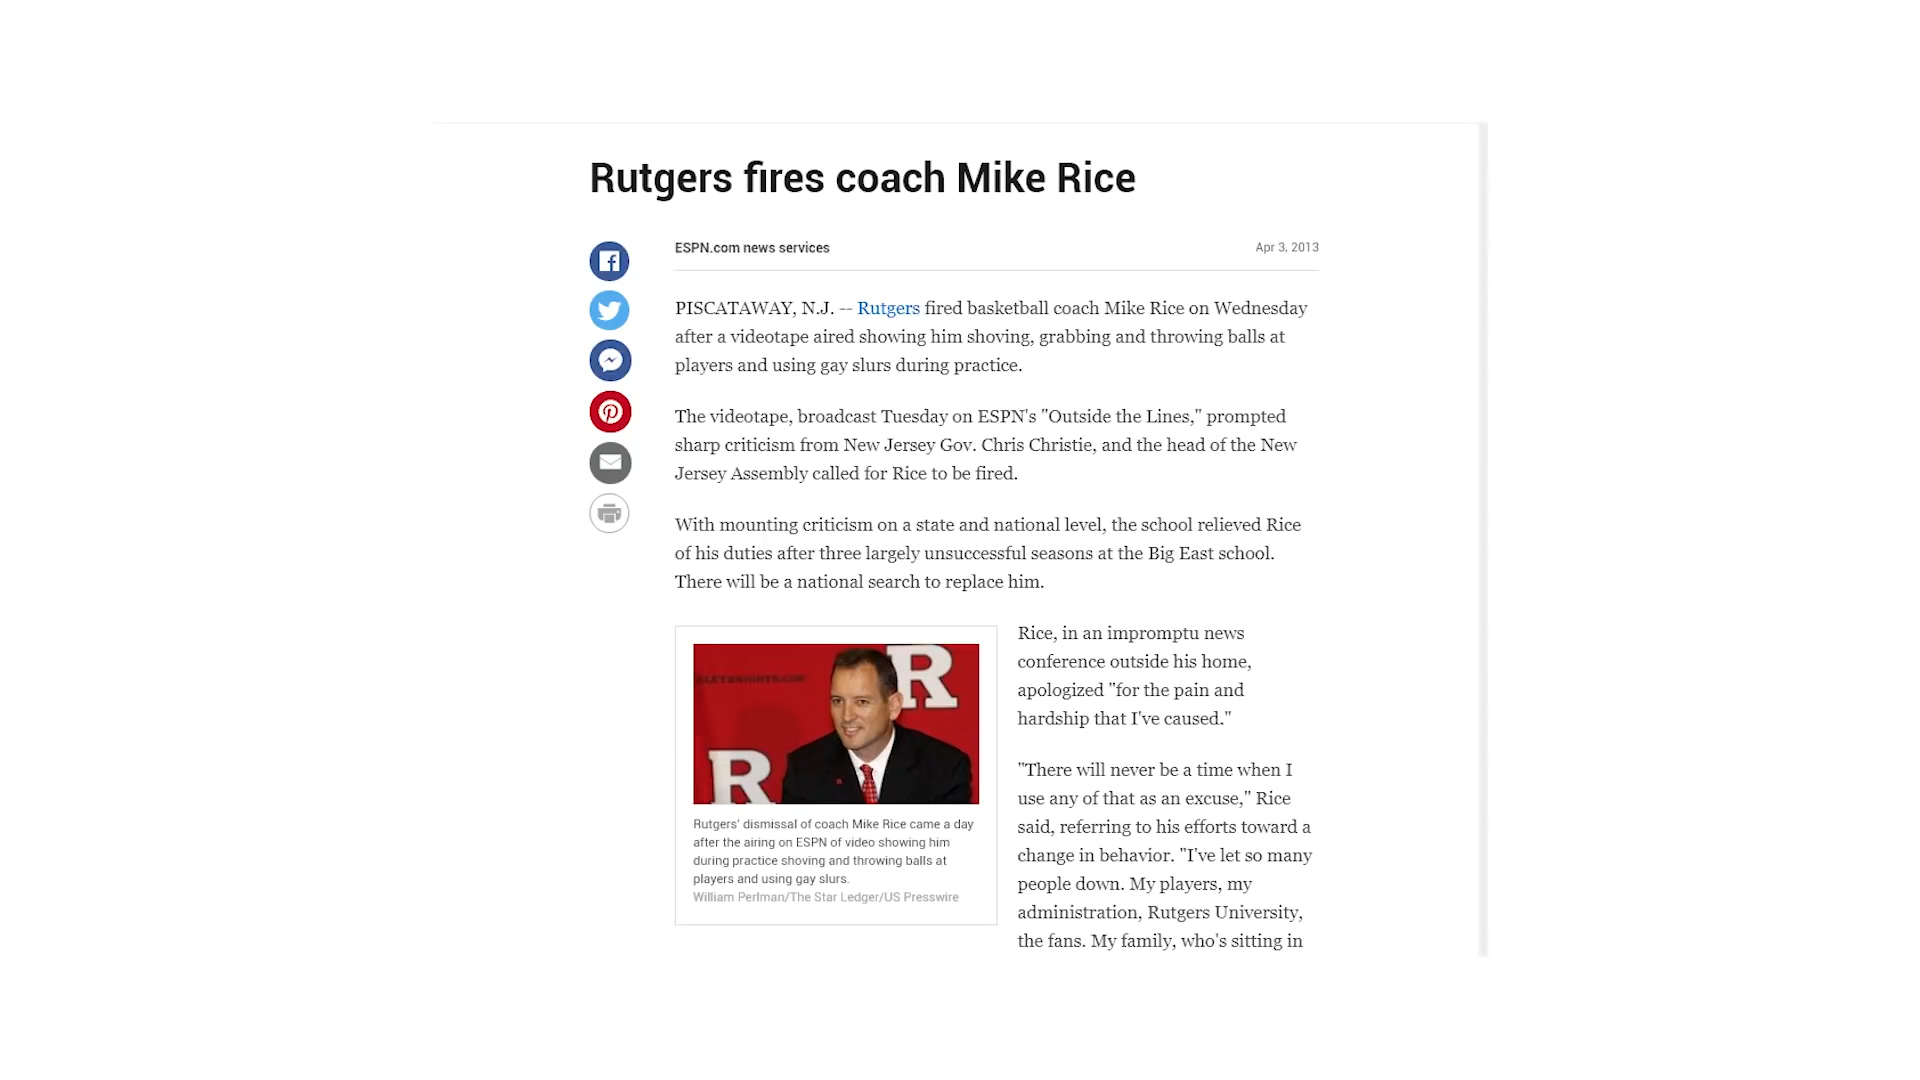 Rutgers fires coach Mike Rice
ESPN.com news services
Apr 3, 2013
PISCATAWAY, N.J. -- Rutgers fired basketball coach Mike Rice on Wednesday
after a videotape aired showing him shoving, grabbing and throwing balls at
players and using gay slurs during practice.
The videotape, broadcast Tuesday on ESPN's "Outside the Lines," prompted
sharp criticism from New Jersey Gov. Chris Christie, and the head of the New
Jersey Assembly called for Rice to be fired.
With mounting criticism on a state and national level, the school relieved Rice
of his duties after three largely unsuccessful seasons at the Big East school.
There will be a national search to replace him.
R
R
Rutgers' dismissal of coach Mike Rice came a day
after the airing on ESPN of video showing him
during practice shoving and throwing balls at
players and using gay slurs.
William Perlman/The Star Ledger/US Presswire
Rice, in an impromptu news
conference outside his home,
apologized "for the pain and
hardship that I've caused."
"There will never be a time when I
use any of that as an excuse," Rice
said, referring to his efforts toward a
change in behavior. "I've let so many
people down. My players, my
administration, Rutgers University,
the fans. My family, who's sitting in